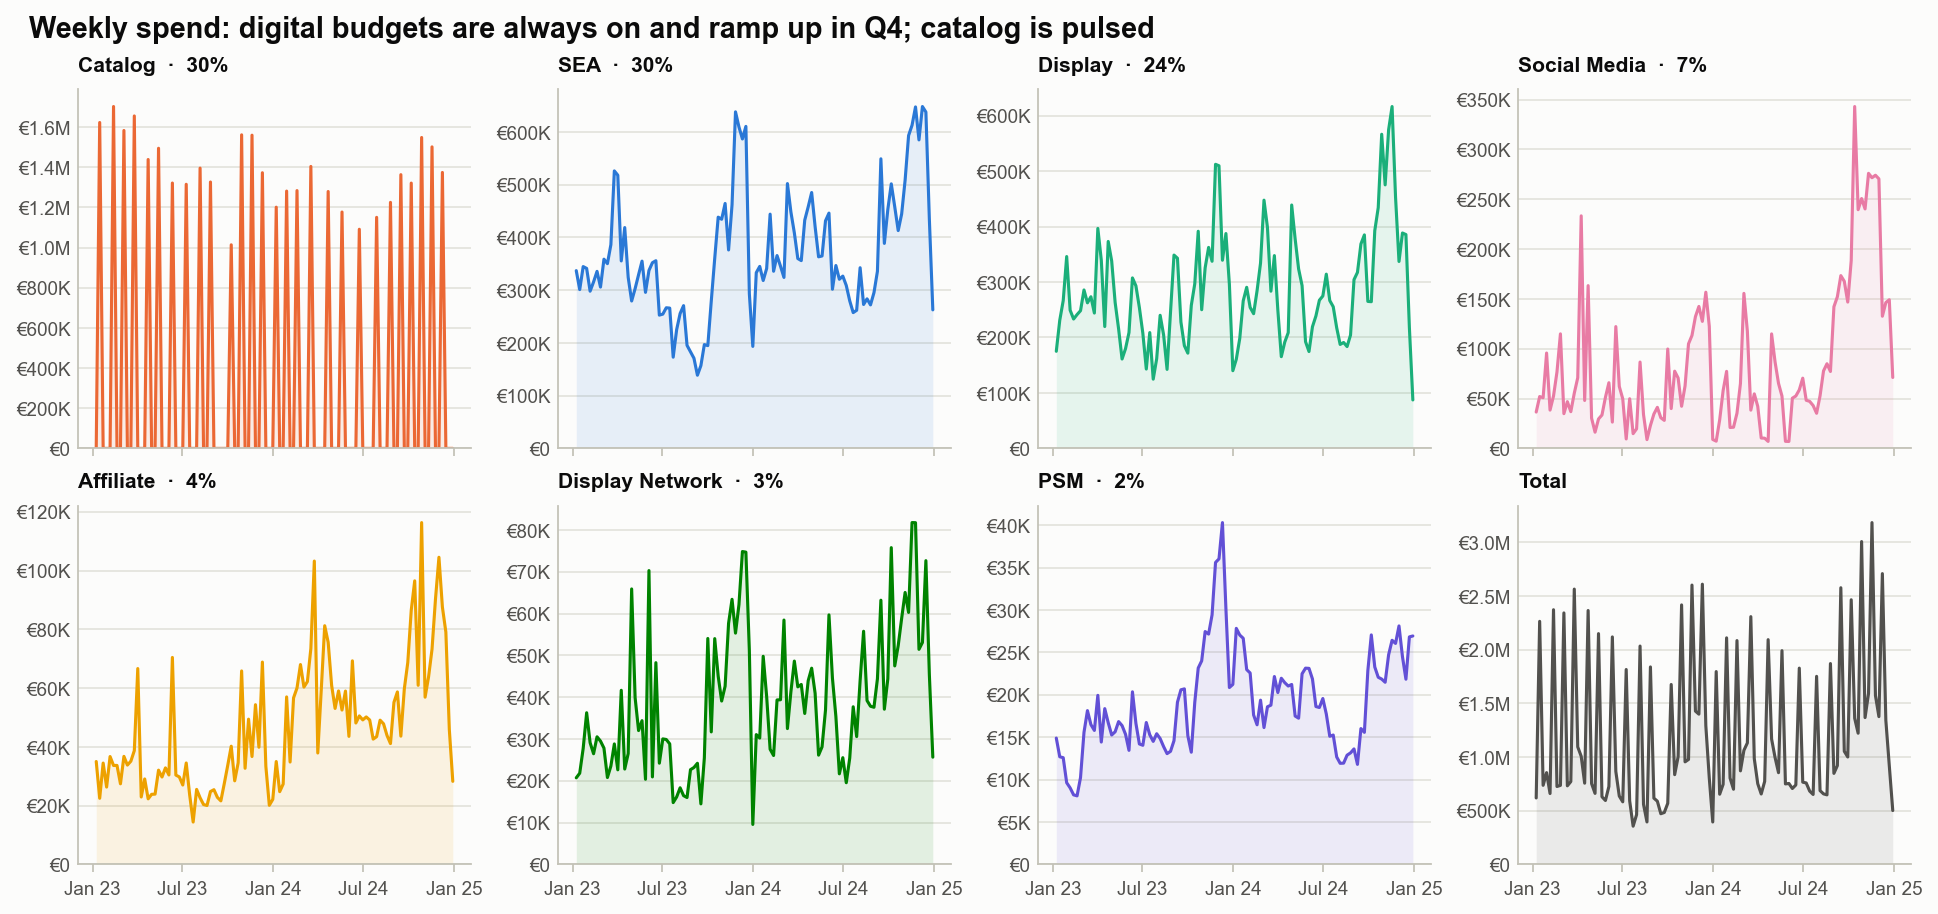 Weekly spend: digital budgets are always on and ramp up in Q4; catalog is pulsed
Catalog · 30%
€1.6M
€1.4M
€1.2M
€1.0M
€800K
€600K
€400K
€200K
€0
SEA · 30%
€600K
€500K
€400K
€300K
€200K
€100K
€0
Display · 24%
€600K
€500K
€400K
€300K
€200K
€100K
€0
Social Media · 7%
€350K
€300K
€250K
€200K
€150K
€100K
€50K
€0
Affiliate · 4%
€120K
€100K
€80K
€60K
€40K
€20K
€0
Jan 23 Jul 23 Jan 24 Jul 24 Jan 25
Display Network · 3%
€80K
€70K
€60K
€50K
€40K
€30K
€20K
€10K
€0
Jan 23 Jul 23 Jan 24 Jul 24 Jan 25
PSM · 2%
€40K
€35K
€30K
€25K
€20K
€15K
€10K
€5K
€0
Jan 23 Jul 23 Jan 24 Jul 24 Jan 25
Total
€3.0M
€2.5M
€2.0M
€1.5M
€1.0M
€500K
€0
Jan 23 Jul 23 Jan 24 Jul 24 Jan 25